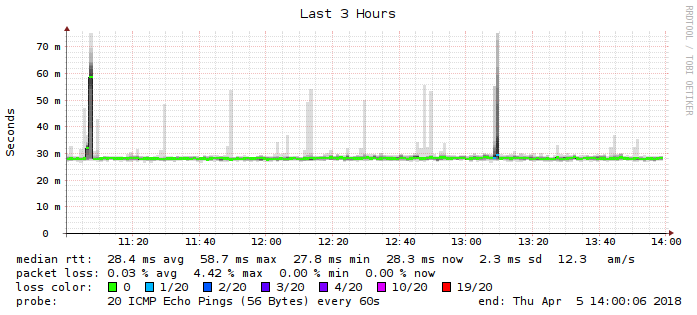 Last 3 Hours
RRDTOOL / TOBI OETIKER
Seconds
70 m
60 m
50 m
40 m
30 m
20 m
10 m
0
11:20 11:40 12:00 12:20 12:40 13:00 13:20 13:40 14:00
median rtt: 28.4 ms avg 58.7 ms max 27.8 ms min 28.3 ms now 2.3 ms sd 12.3 am/s
packet loss: 0.03 % avg 4.42 % max 0.00 % min 0.00 % now
loss color: 0 1/20 2/20 3/20 4/20 10/20 19/20
probe: 20 ICMP Echo Pings (56 Bytes) every 60s end: Thu Apr 5 14:00:06 2018